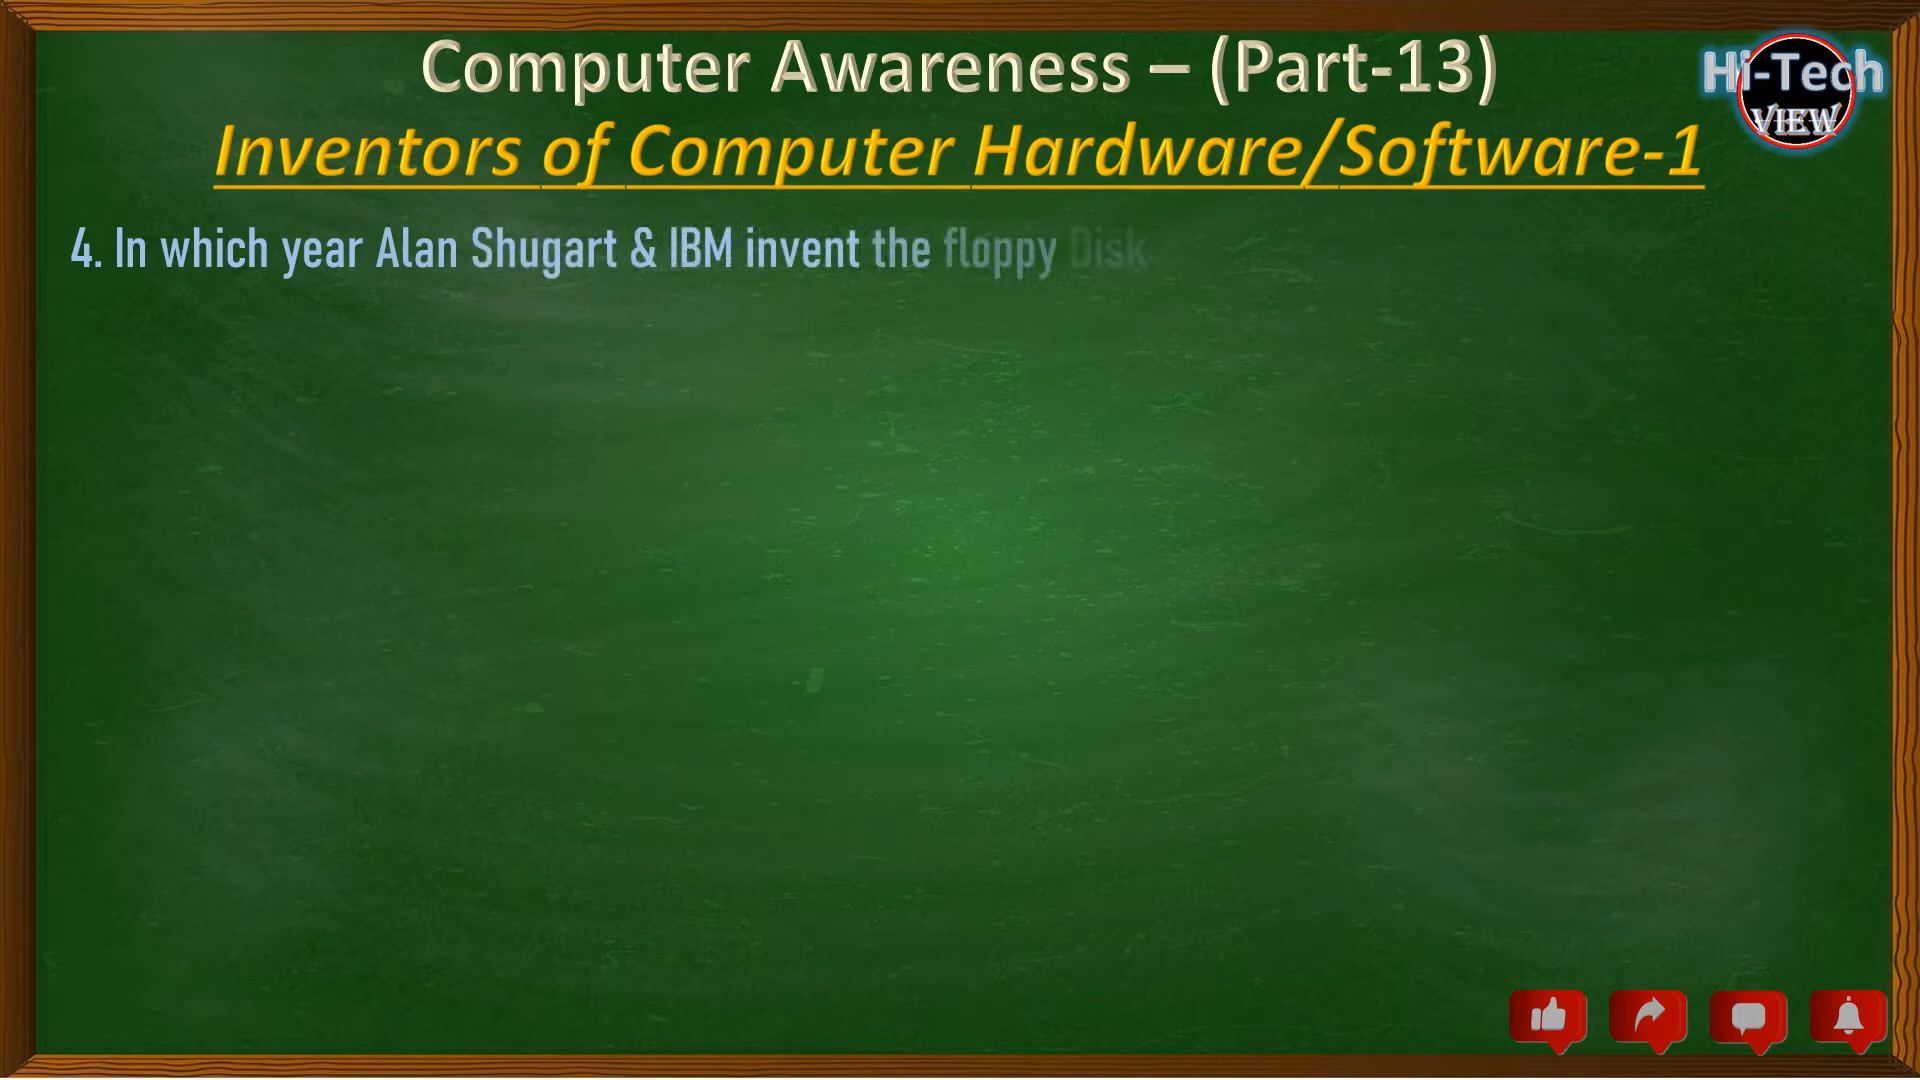 Computer Awareness – (Part-13)
Hi-Tech
VIEW
Inventors of Computer Hardware/Software-1
4. In which year Alan Shugart & IBM invent the floppy Disk